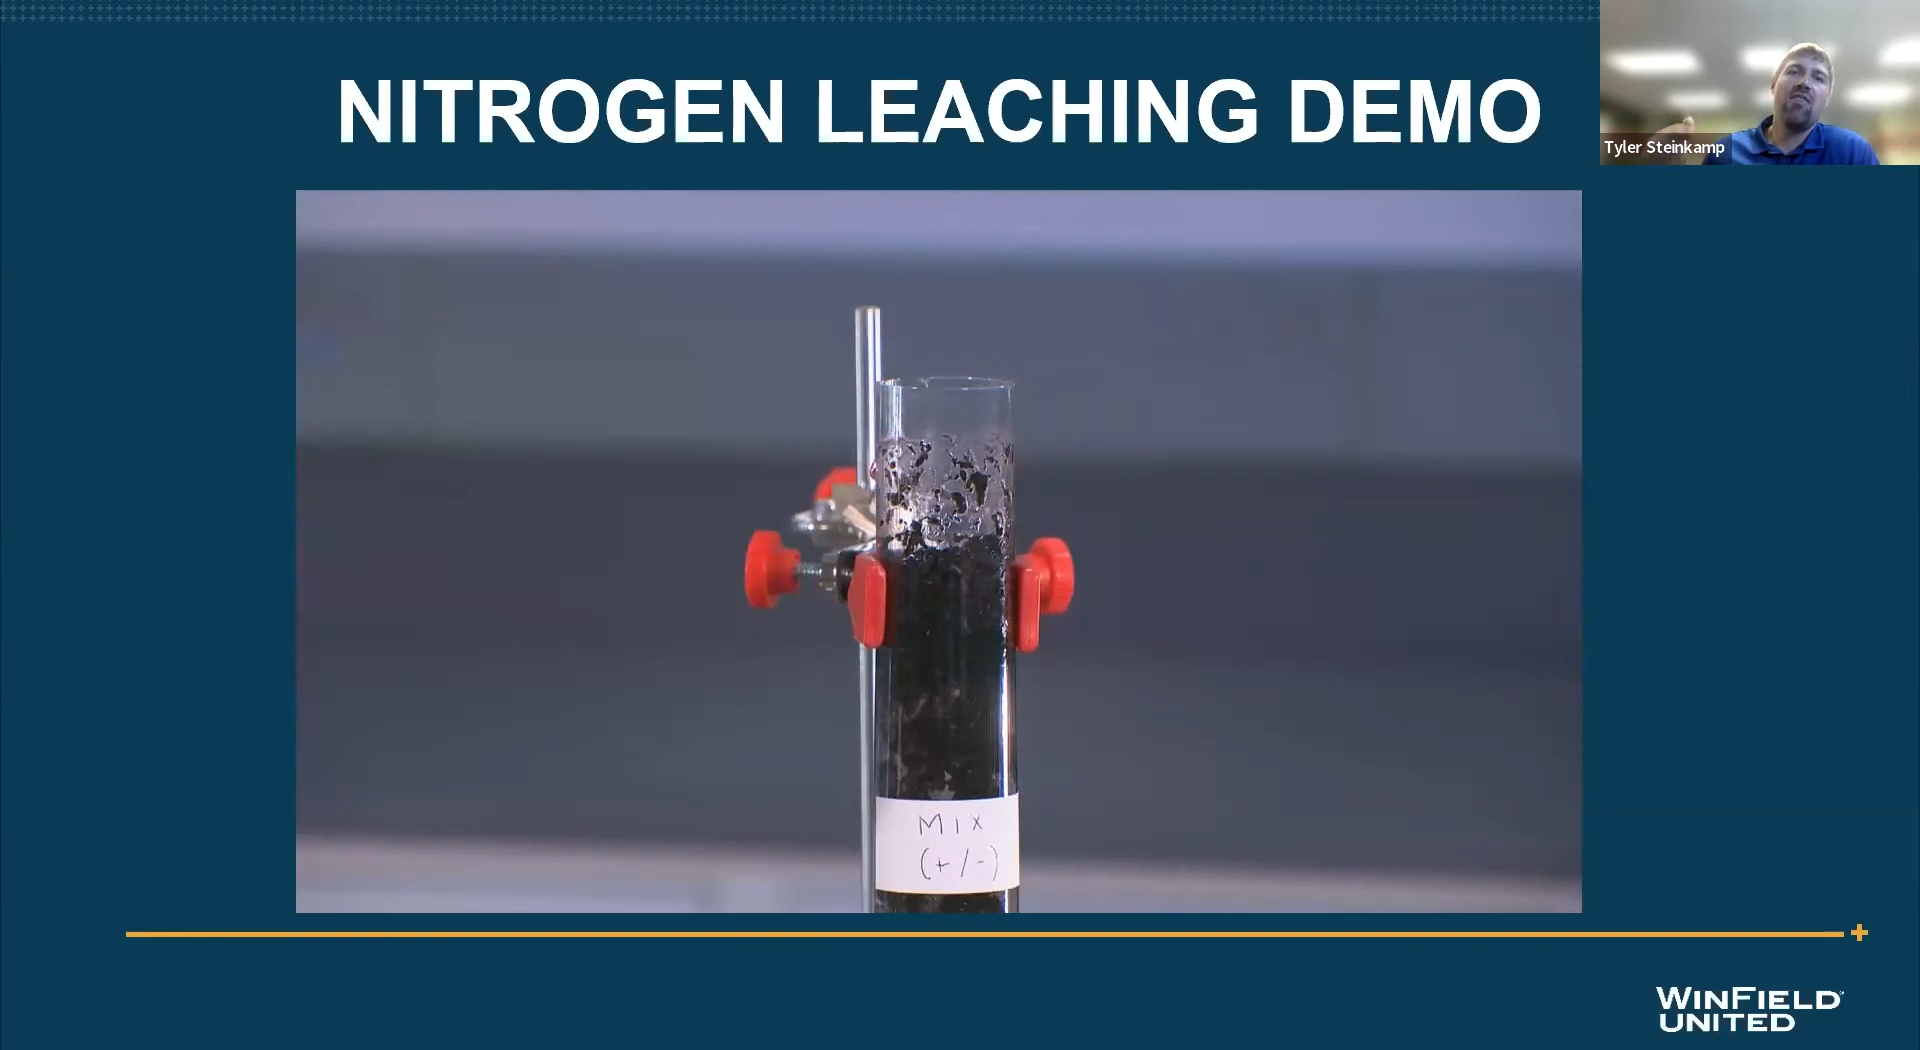 NITROGEN LEACHING DEMO
Tyler Steinkamp
MIX
(+/-)
WINFIELD
UNITED